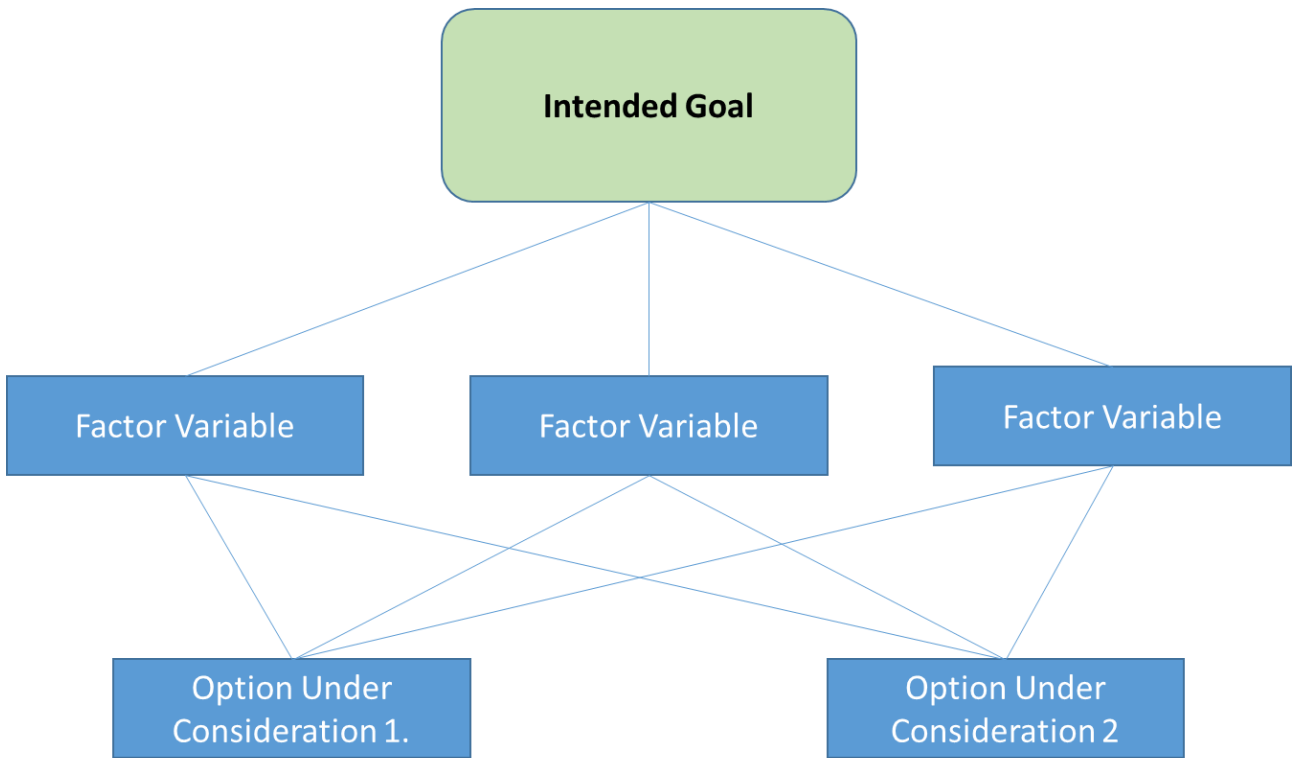 Intended Goal
Factor Variable
Factor Variable
Factor Variable
Option Under
Consideration 1.
Option Under
Consideration 2